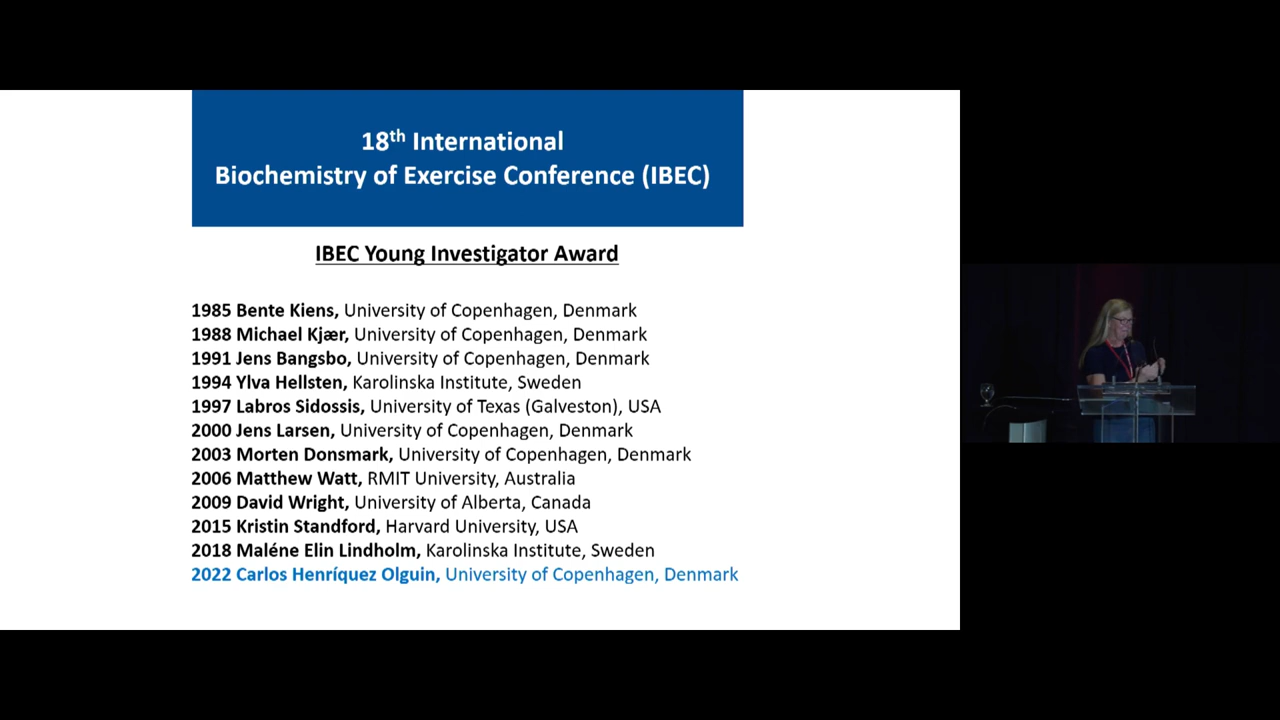 18th International
Biochemistry of Exercise Conference (IBEC)
IBEC Young Investigator Award
1985 Bente Kiens, University of Copenhagen, Denmark
1988 Michael Kjær, University of Copenhagen, Denmark
1991 Jens Bangsbo, University of Copenhagen, Denmark
1994 Ylva Hellsten, Karolinska Institute, Sweden
1997 Labros Sidossis, University of Texas (Galveston), USA
2000 Jens Larsen, University of Copenhagen, Denmark
2003 Morten Donsmark, University of Copenhagen, Denmark
2006 Matthew Watt, RMIT University, Australia
2009 David Wright, University of Alberta, Canada
2015 Kristin Standford, Harvard University, USA
2018 Maléne Elin Lindholm, Karolinska Institute, Sweden
2022 Carlos Henríquez Olguin, University of Copenhagen, Denmark